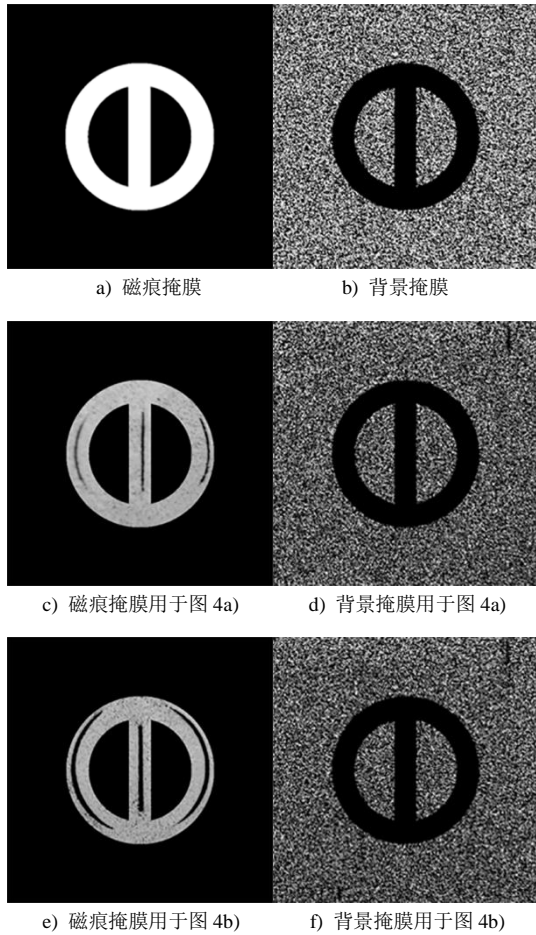 a) 磁痕掩膜
b) 背景掩膜
c) 磁痕掩膜用于图 4a)
d) 背景掩膜用于图 4a)
e) 磁痕掩膜用于图 4b)
f) 背景掩膜用于图 4b)